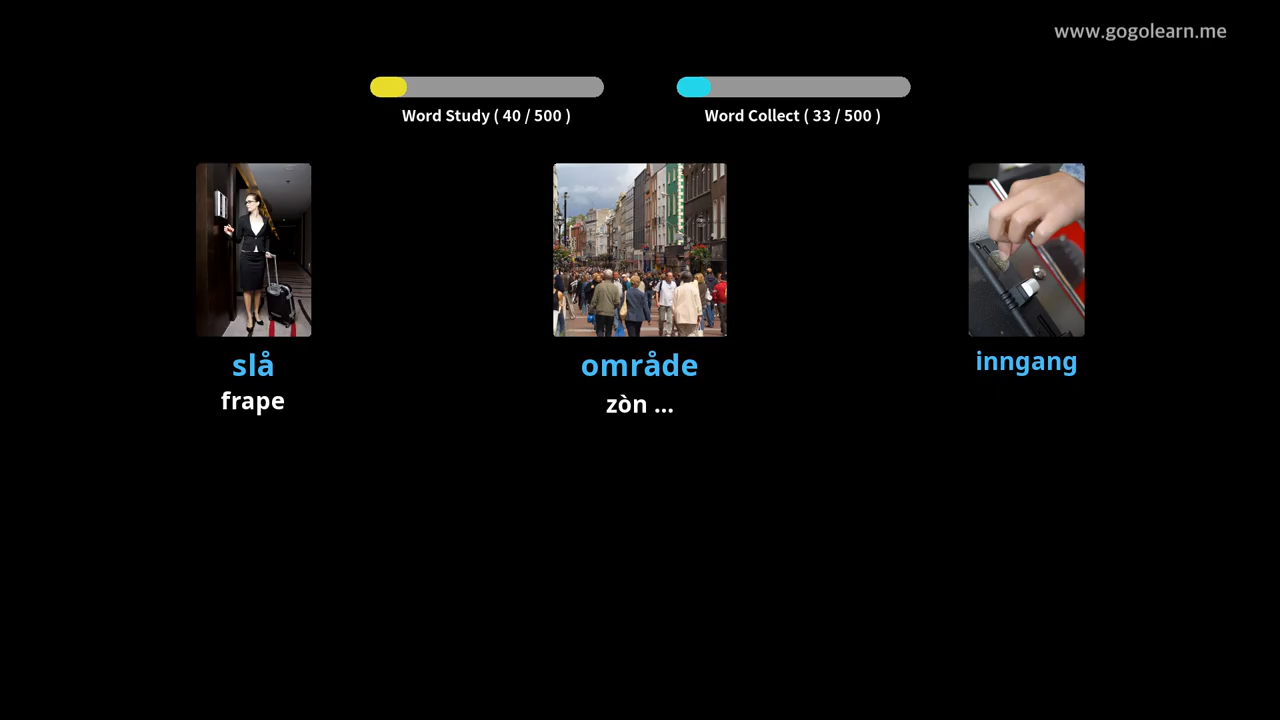 www.gogolearn.me
Word Study ( 40 / 500 )
Word Collect ( 33 / 500 )
slå
frape
område
zòn ...
inngang